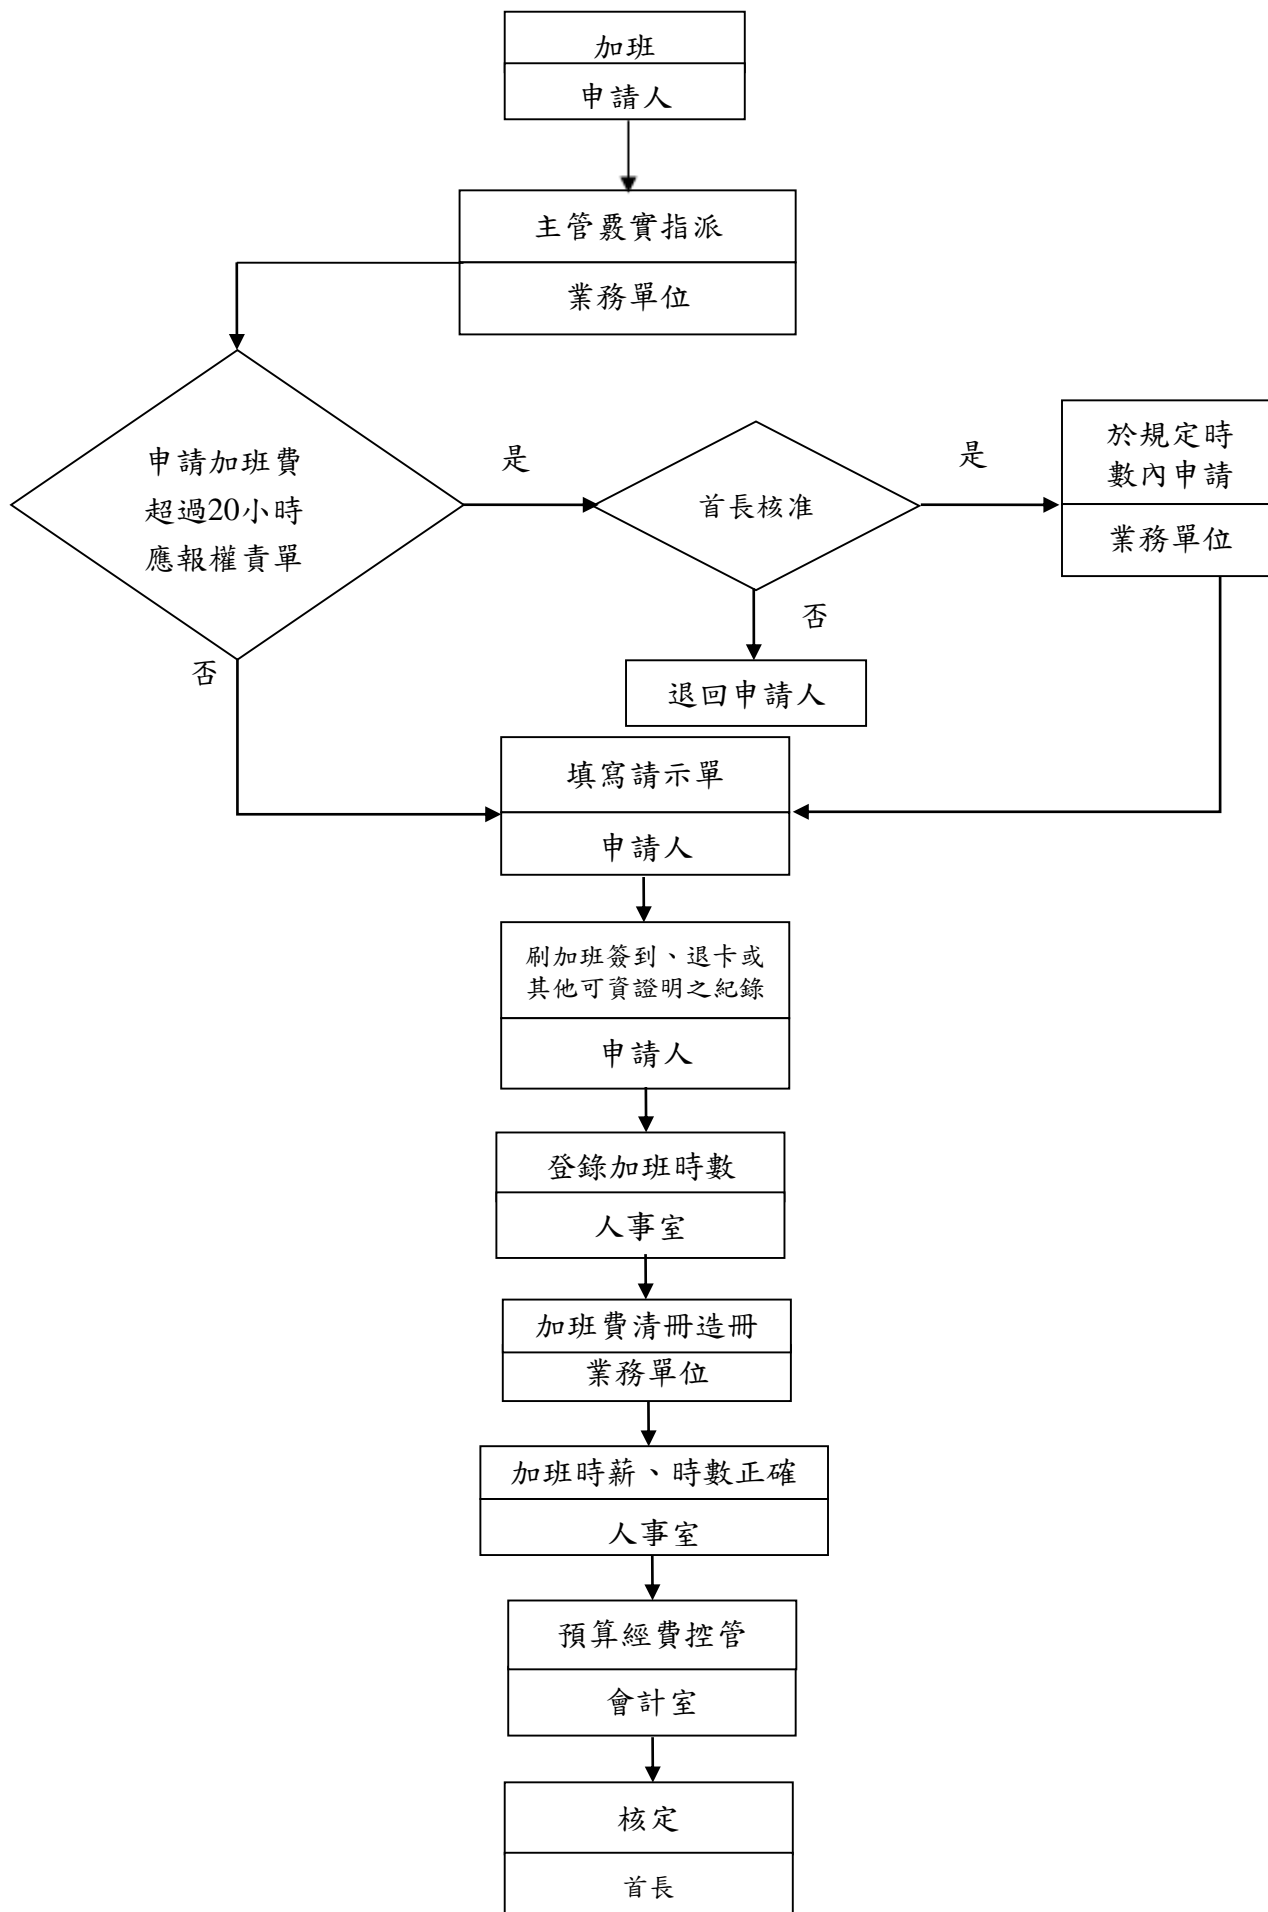 加班
申請人
主管覈實指派
業務單位
申請加班費
超過20小時
應報權責單
是
首長核准
是
於規定時
數內申請
業務單位
否
否
退回申請人
填寫請示單
申請人
刷加班簽到、退卡或
其他可資證明之紀錄
申請人
登錄加班時數
人事室
加班費清冊造冊
業務單位
加班時薪、時數正確
人事室
預算經費控管
會計室
核定
首長